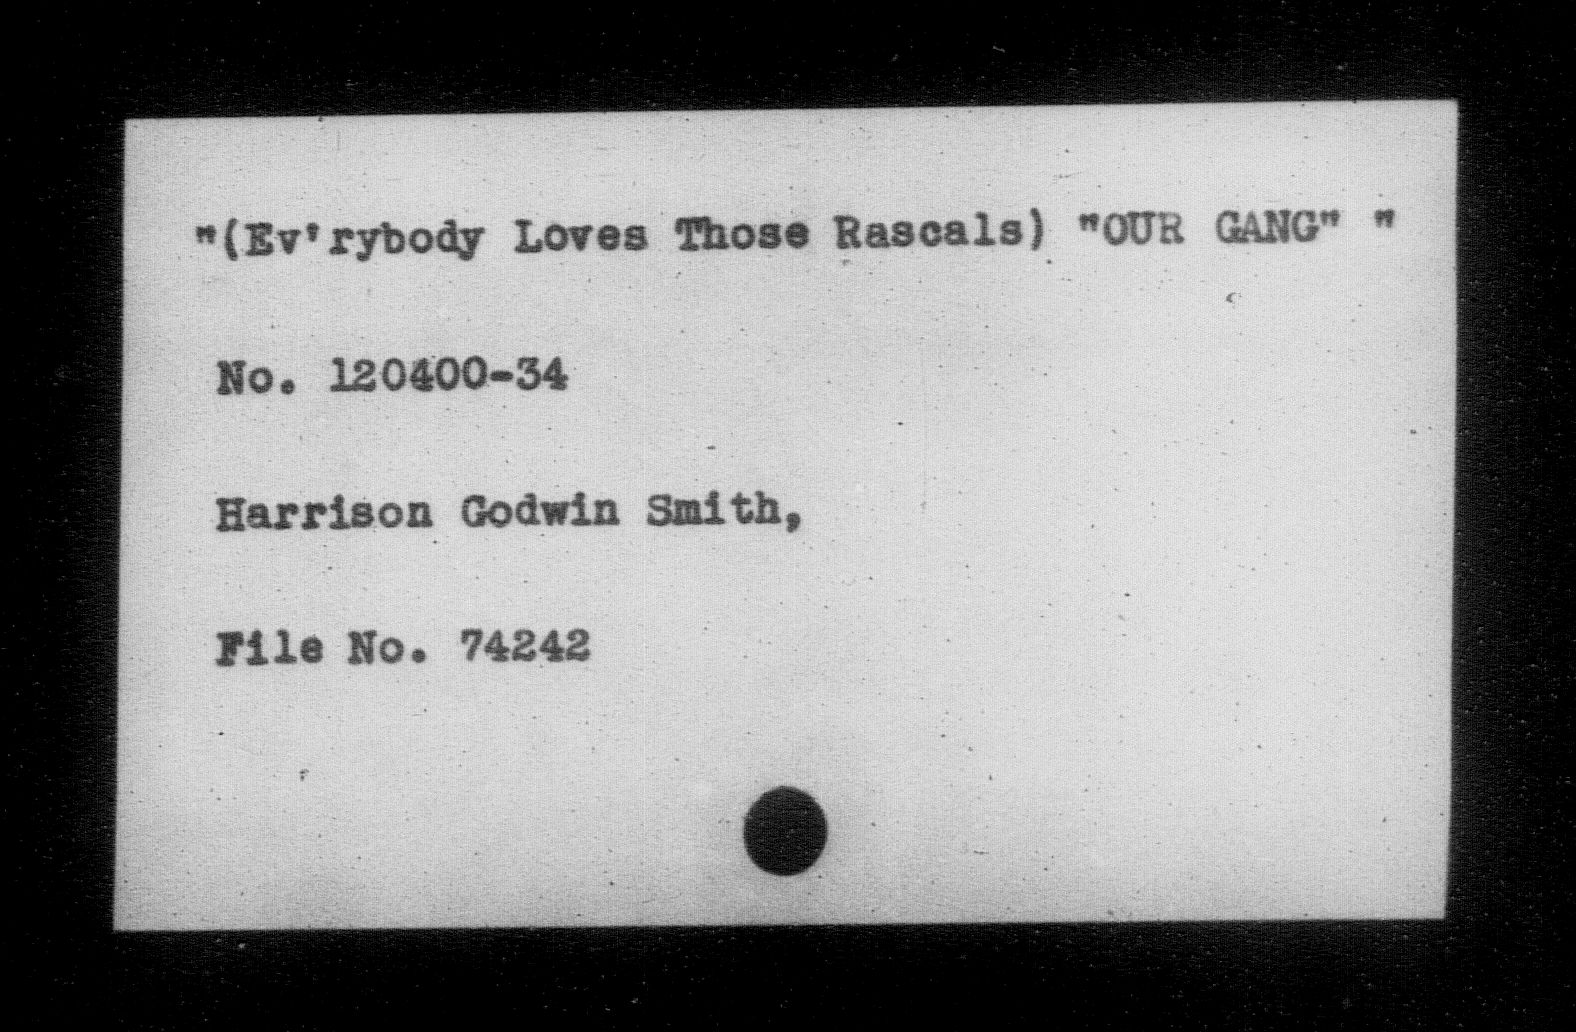 "(Ev'rybody Loves Those Rascals) "OUR GANG" "
No. 120400-34
Harrison Godwin Smith,
File No. 74242